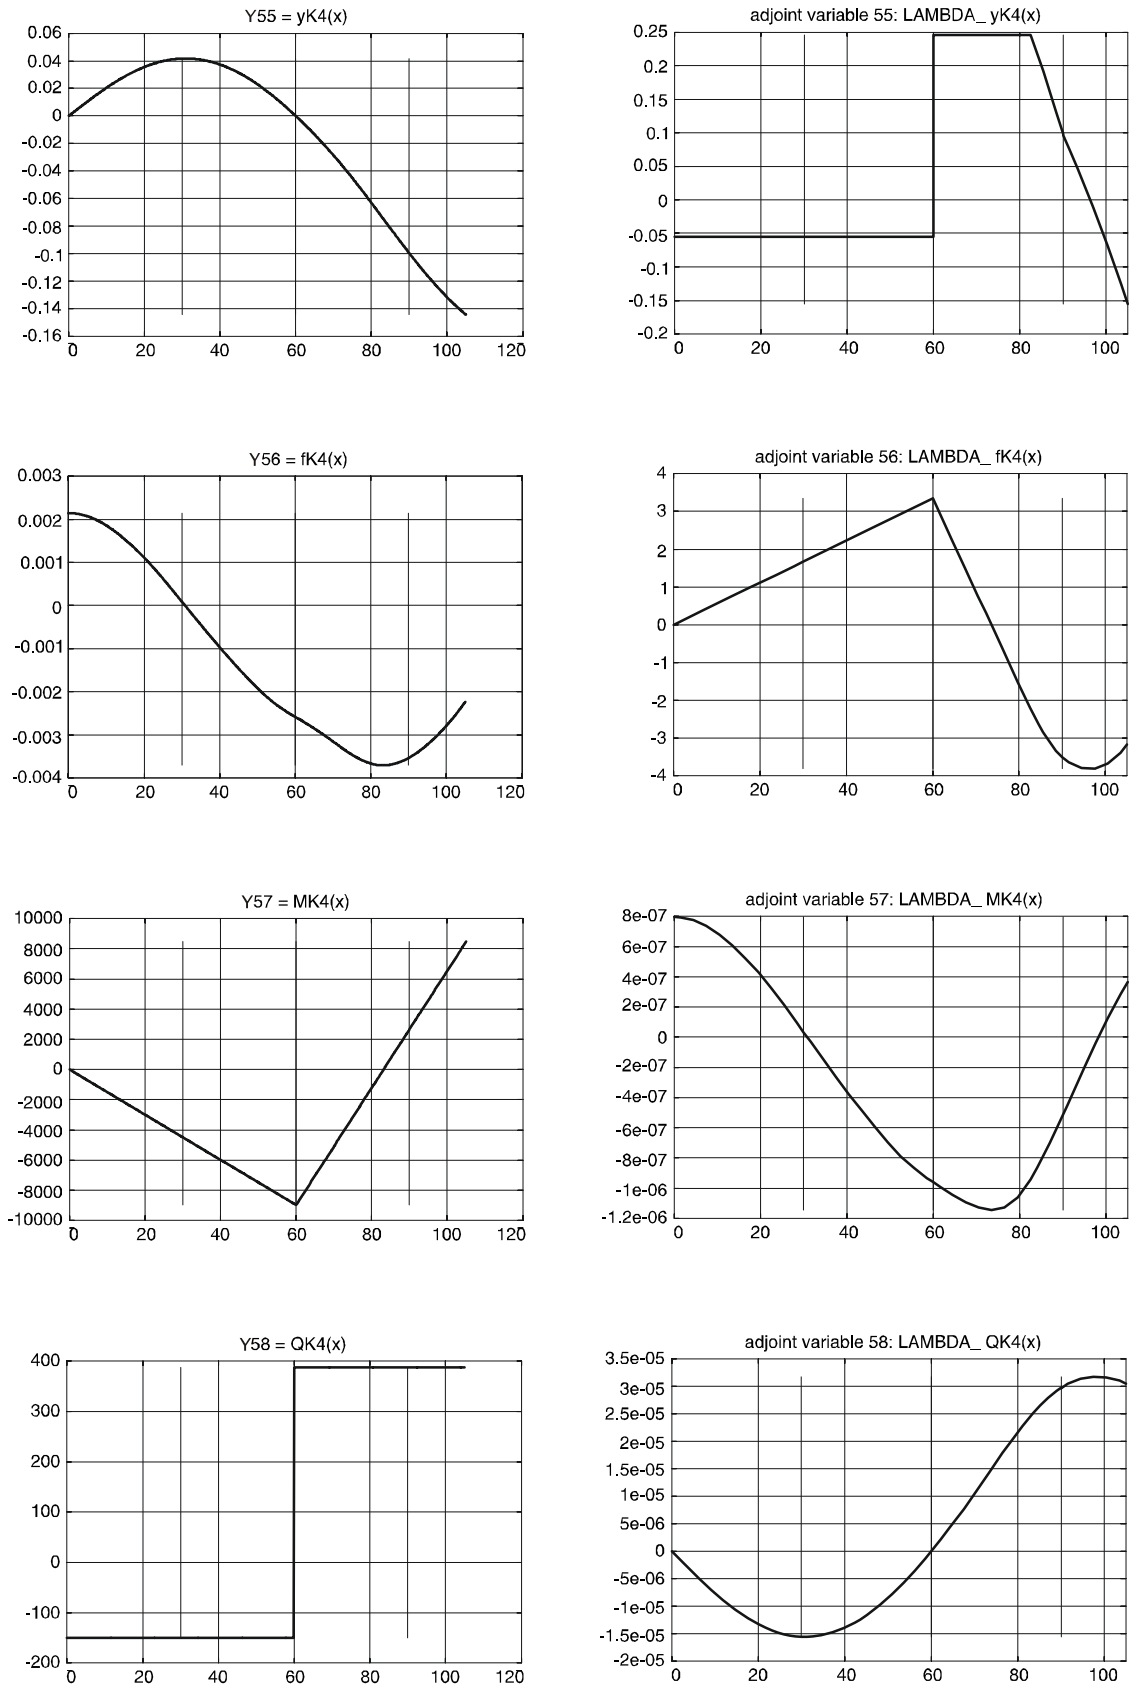 Y55 = yK4(x)
0.06
0.04
0.02
0
-0.02
-0.04
-0.06
-0.08
-0.1
-0.12
-0.14
-0.16
0 20 40 60 80 100 120
adjoint variable 55: LAMBDA_ yK4(x)
0.25
0.2
0.15
0.1
0.05
0
-0.05
-0.1
-0.15
-0.2
0 20 40 60 80 100
Y56 = fK4(x)
0.003
0.002
0.001
0
-0.001
-0.002
-0.003
-0.004
0 20 40 60 80 100 120
adjoint variable 56: LAMBDA_ fK4(x)
4
3
2
1
0
-1
-2
-3
-4
0 20 40 60 80 100
Y57 = MK4(x)
10000
8000
6000
4000
2000
0
-2000
-4000
-6000
-8000
-10000
0 20 40 60 80 100 120
adjoint variable 57: LAMBDA_ MK4(x)
8e-07
6e-07
4e-07
2e-07
0
-2e-07
-4e-07
-6e-07
-8e-07
-1e-06
-1.2e-06
0 20 40 60 80 100
Y58 = QK4(x)
400
300
200
100
0
-100
-200
0 20 40 60 80 100 120
adjoint variable 58: LAMBDA_ QK4(x)
3.5e-05
3e-05
2.5e-05
2e-05
1.5e-05
1e-05
5e-06
0
-5e-06
-1e-05
-1.5e-05
-2e-05
0 20 40 60 80 100